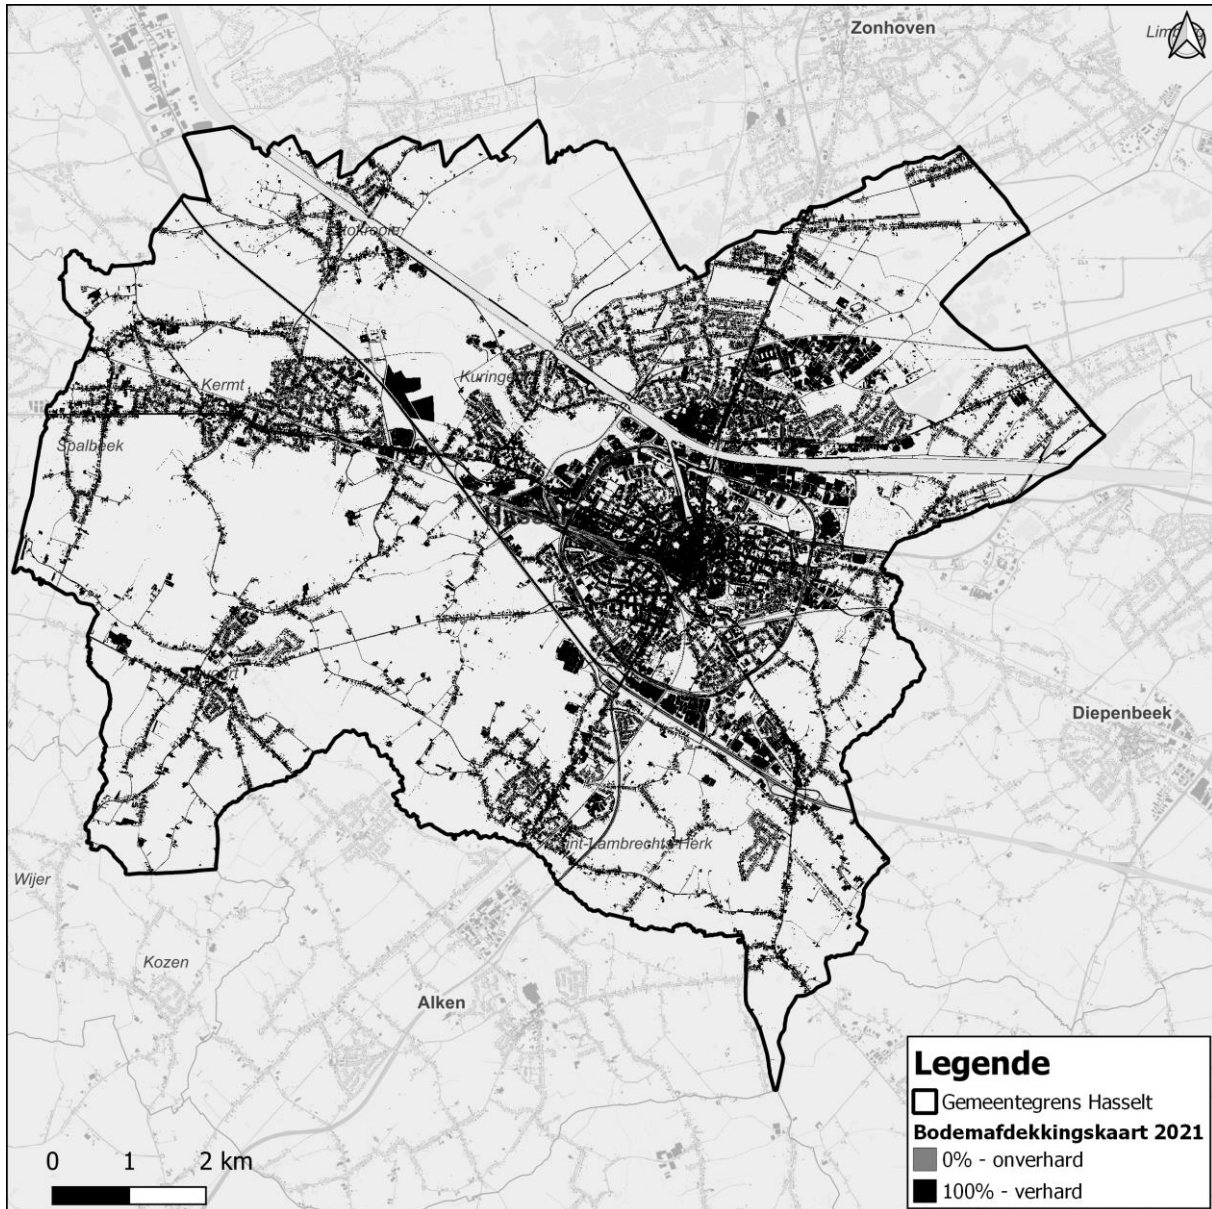 Zonhoven
Stokrooie
Kuringen
Kermt
Spalbeek
Diepenbeek
Sint-Lambrechts-Herk
Wijer
Kozen
Alken
Legende
Gemeentegrens Hasselt
Bodemafdekkingskaart 2021
0% - onverhard
100% - verhard
0 1 2 km